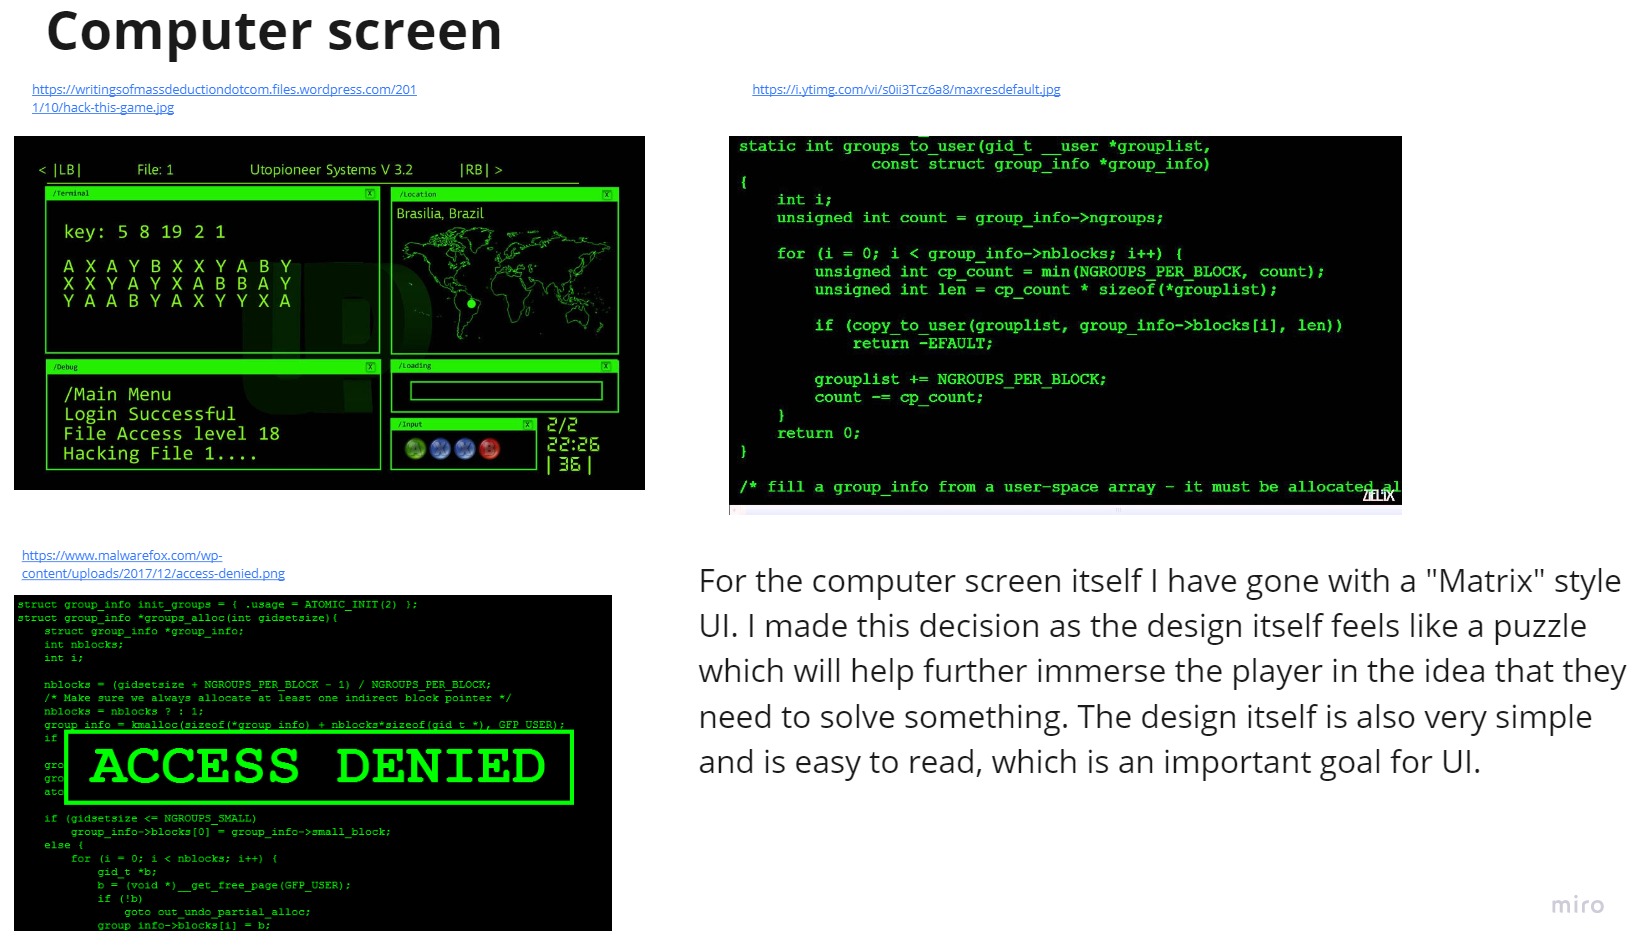 Computer screen
https://writingsofmassdeductiondotcom.files.wordpress.com/201
1/10/hack-this-game.jpg
https://i.ytimg.com/vi/s0ii3Tcz6a8/maxresdefault.jpg
< |LB| File: 1 Utopioneer Systems V 3.2 |RB| >
/Terminal X
key: 5 8 19 2 1
A X A Y B X X Y A B Y
X X Y A Y X A B B A Y
Y A A B Y A X Y Y X A
/Location X
Brasilia, Brazil
/Debug X
/Main Menu
Login Successful
File Access level 18
Hacking File 1....
/Loading X
/Input X
2/2
22:26
|36|
static int groups_to_user(gid_t __user *grouplist,
const struct group_info *group_info)
{
int i;
unsigned int count = group_info->ngroups;
for (i = 0; i < group_info->nblocks; i++) {
unsigned int cp_count = min(NGROUPS_PER_BLOCK, count);
unsigned int len = cp_count * sizeof(*grouplist);
if (copy_to_user(grouplist, group_info->blocks[i], len))
return -EFAULT;
grouplist += NGROUPS_PER_BLOCK;
count -= cp_count;
}
return 0;
}
/* fill a group_info from a user-space array - it must be allocated al
https://www.malwarefox.com/wp-
content/uploads/2017/12/access-denied.png
struct group_info init_groups = { .usage = ATOMIC_INIT(2) };
struct group_info *groups_alloc(int gidsetsize){
struct group_info *group_info;
int nblocks;
int i;
nblocks = (gidsetsize + NGROUPS_PER_BLOCK - 1) / NGROUPS_PER_BLOCK;
/* Make sure we always allocate at least one indirect block pointer */
nblocks = nblocks ? : 1;
group_info = kmalloc(sizeof(*group_info) + nblocks*sizeof(gid_t *), GFP_USER);
if
gro
gro
ato
ACCESS DENIED
if (gidsetsize <= NGROUPS_SMALL)
group_info->blocks[0] = group_info->small_block;
else {
for (i = 0; i < nblocks; i++) {
gid_t *b;
b = (void *)__get_free_page(GFP_USER);
if (!b)
goto out_undo_partial_alloc;
group_info->blocks[i] = b;
For the computer screen itself I have gone with a "Matrix" style
UI. I made this decision as the design itself feels like a puzzle
which will help further immerse the player in the idea that they
need to solve something. The design itself is also very simple
and is easy to read, which is an important goal for UI.
miro